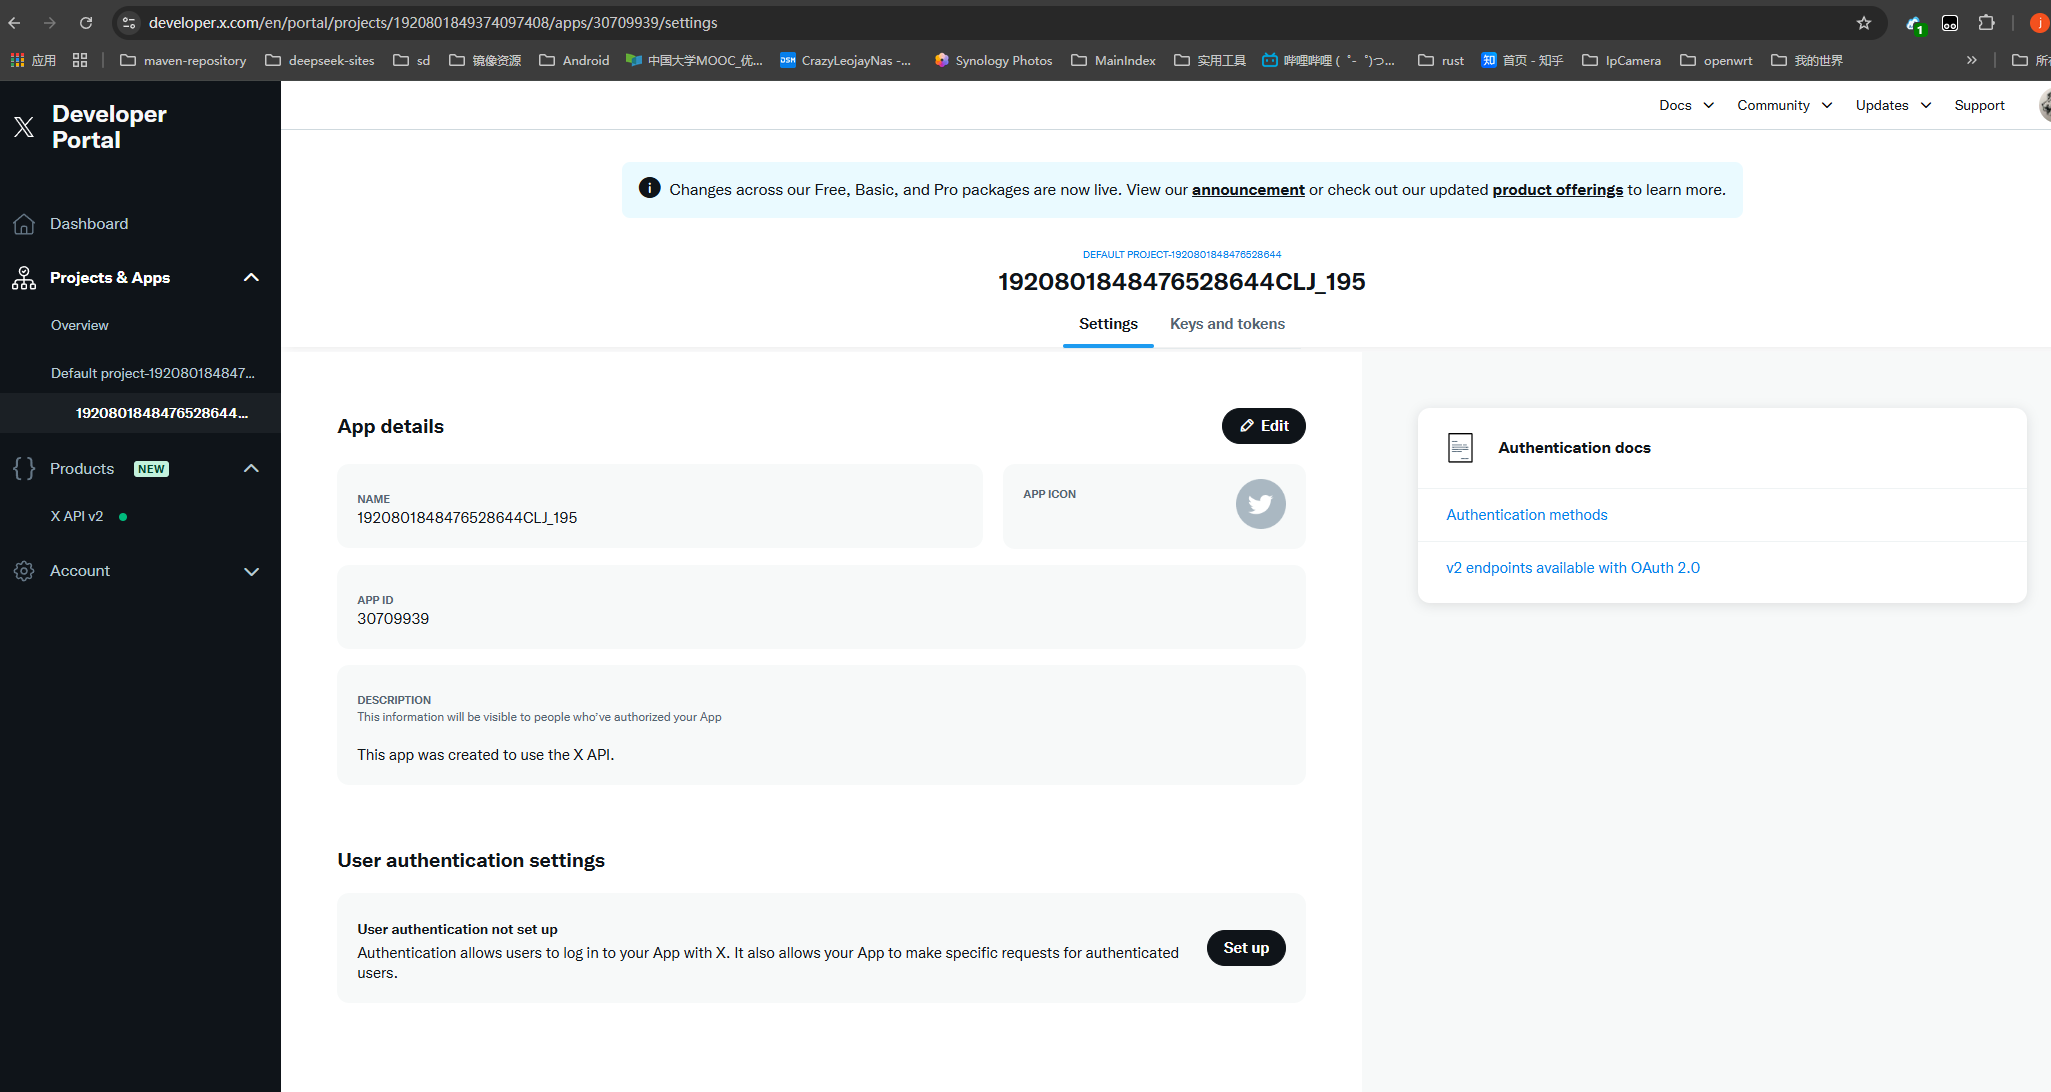 developer.x.com/en/portal/projects/1920801849374097408/apps/30709939/settings
1
j
应用
maven-repository
deepseek-sites
sd
镜像资源
Android
中国大学MOOC_优...
DSM
CrazyLeojayNas -...
Synology Photos
MainIndex
实用工具
哔哩哔哩 ( ゜- ゜)つ...
rust
知
首页 - 知乎
IpCamera
openwrt
我的世界
Developer
Portal
Docs
Community
Updates
Support
Changes across our Free, Basic, and Pro packages are now live. View our announcement or check out our updated product offerings to learn more.
Dashboard
Projects & Apps
Overview
Default project-192080184847...
1920801848476528644...
Products
NEW
X API v2
Account
DEFAULT PROJECT-1920801848476528644
1920801848476528644CLJ_195
Settings
Keys and tokens
App details
Edit
NAME
1920801848476528644CLJ_195
APP ICON
APP ID
30709939
DESCRIPTION
This information will be visible to people who've authorized your App
This app was created to use the X API.
User authentication settings
User authentication not set up
Authentication allows users to log in to your App with X. It also allows your App to make specific requests for authenticated
users.
Set up
Authentication docs
Authentication methods
v2 endpoints available with OAuth 2.0